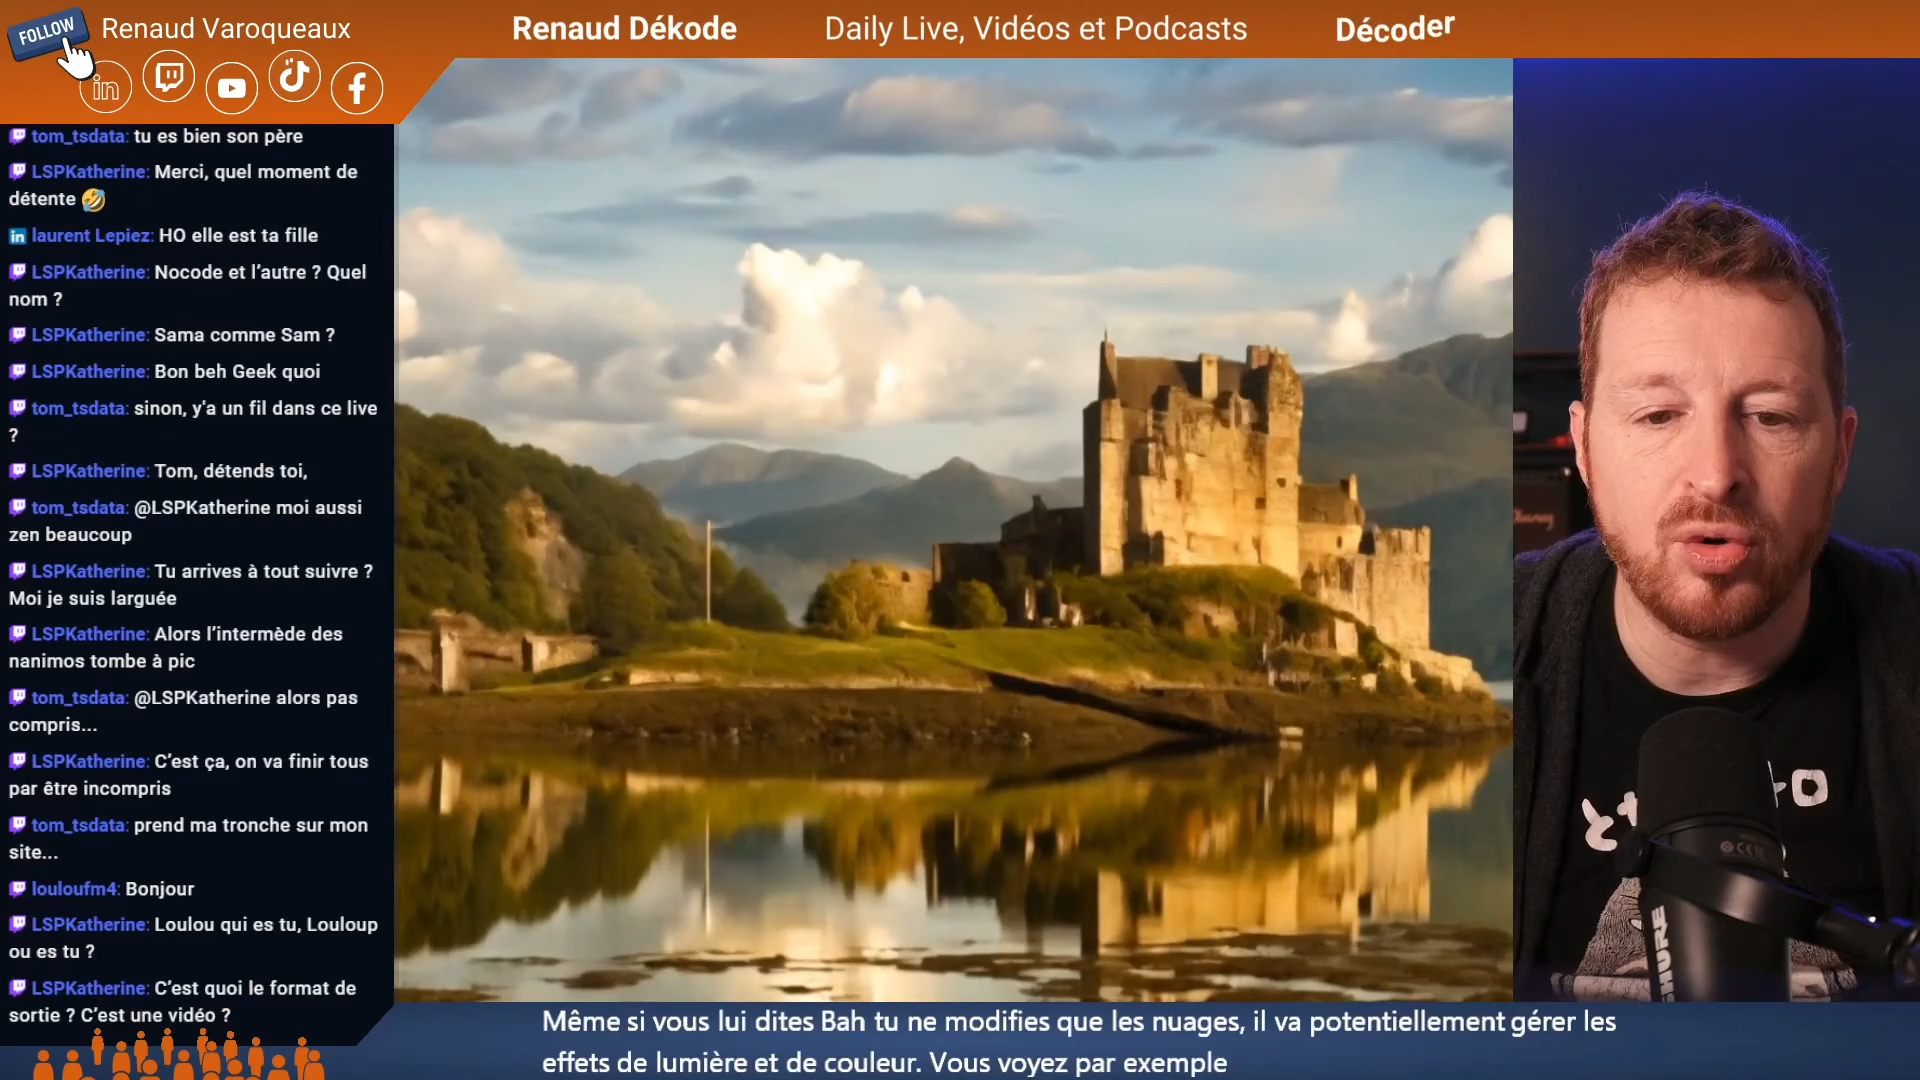 FOLLOW
Renaud Varoqueaux
Renaud Dékode
Daily Live, Vidéos et Podcasts
Décoder
in
tom_tsdata: tu es bien son père
LSPKatherine: Merci, quel moment de
détente 🤣
in laurent Lepiez: HO elle est ta fille
LSPKatherine: Nocode et l’autre ? Quel
nom ?
LSPKatherine: Sama comme Sam ?
LSPKatherine: Bon beh Geek quoi
tom_tsdata: sinon, y'a un fil dans ce live
?
LSPKatherine: Tom, détends toi,
tom_tsdata: @LSPKatherine moi aussi
zen beaucoup
LSPKatherine: Tu arrives à tout suivre ?
Moi je suis larguée
LSPKatherine: Alors l’intermède des
nanimos tombe à pic
tom_tsdata: @LSPKatherine alors pas
compris...
LSPKatherine: C’est ça, on va finir tous
par être incompris
tom_tsdata: prend ma tronche sur mon
site...
louloufm4: Bonjour
LSPKatherine: Loulou qui es tu, Louloup
ou es tu ?
LSPKatherine: C’est quoi le format de
sortie ? C’est une vidéo ?
SHURE
Même si vous lui dites Bah tu ne modifies que les nuages, il va potentiellement gérer les
effets de lumière et de couleur. Vous voyez par exemple